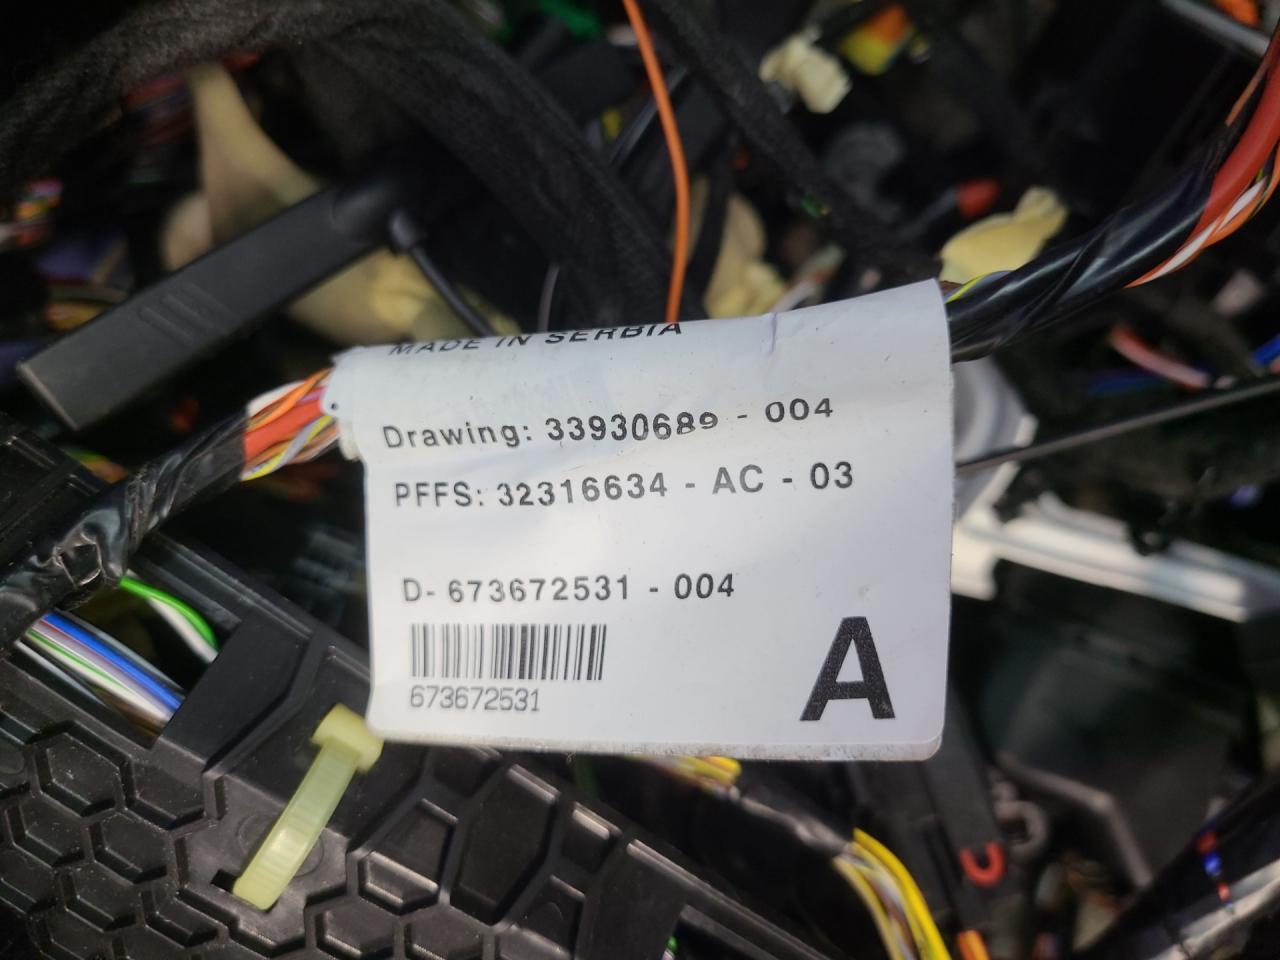 MADE IN SERBIA
Drawing: 33930689 - 004
PFFS: 32316634 - AC - 03
D- 673672531 - 004
A
673672531